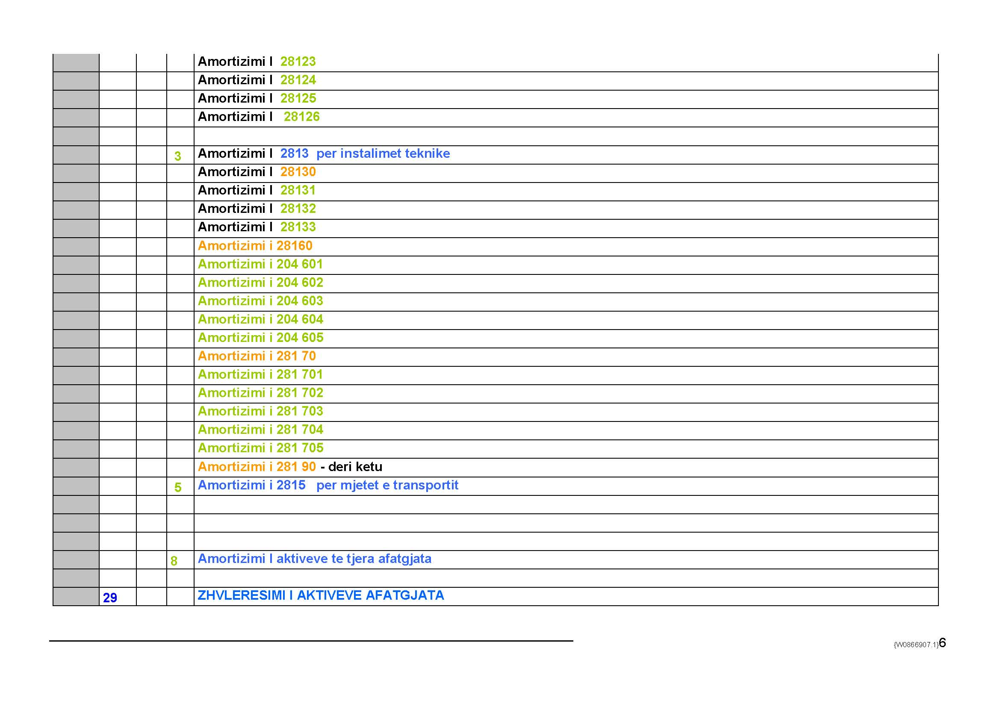 Amortizimi I 28123
Amortizimi I 28124
Amortizimi I 28125
Amortizimi I 28126
3 Amortizimi I 2813 per instalimet teknike
Amortizimi I 28130
Amortizimi I 28131
Amortizimi I 28132
Amortizimi I 28133
Amortizimi i 28160
Amortizimi i 204 601
Amortizimi i 204 602
Amortizimi i 204 603
Amortizimi i 204 604
Amortizimi i 204 605
Amortizimi i 281 70
Amortizimi i 281 701
Amortizimi i 281 702
Amortizimi i 281 703
Amortizimi i 281 704
Amortizimi i 281 705
Amortizimi i 281 90 - deri ketu
5 Amortizimi i 2815 per mjetet e transportit
8 Amortizimi I aktiveve te tjera afatgjata
29 ZHVLERESIMI I AKTIVEVE AFATGJATA
{W0866907.1}6